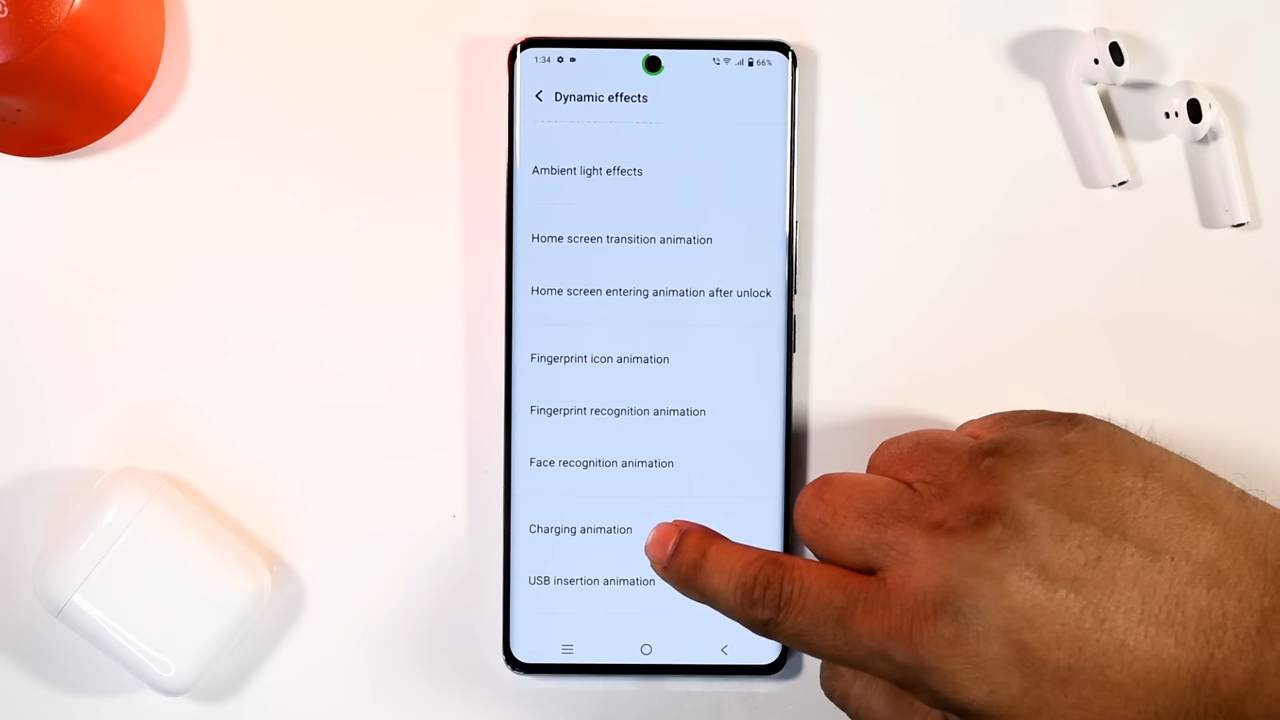 1:34
66%
Dynamic effects
Ambient light effects
Home screen transition animation
Home screen entering animation after unlock
Fingerprint icon animation
Fingerprint recognition animation
Face recognition animation
Charging animation
USB insertion animation